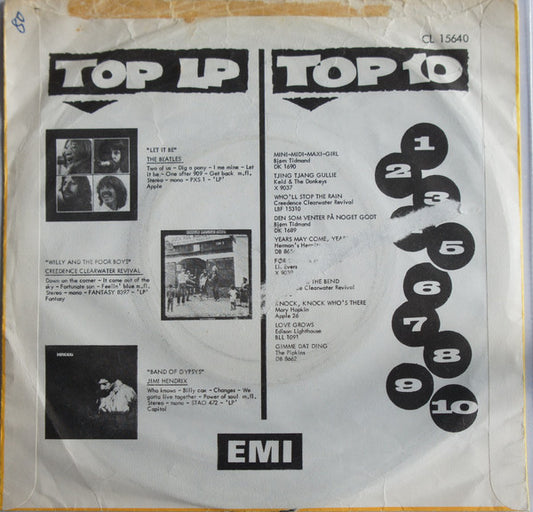 80
CL 15640
TOP LP
"LET IT BE"
THE BEATLES
Two of us - Dig a pony - I me mine - Let
it be - One after 909 - Get back m.fl.
Stereo - mono - PXS 1 - "LP"
Apple
"WILLY AND THE POOR BOYS"
CREEDENCE CLEARWATER REVIVAL
Down on the corner - It came out of the
sky - Fortunate son - Feelin' blue m.fl.
Stereo - mono - FANTASY 8397 - "LP"
Fantasy
"BAND OF GYPSYS"
JIMI HENDRIX
Who knows - Billy can - Changes - We
gotta live together - Power of soul m.fl.
Stereo - mono - STAO 472 - "LP"
Capitol
TOP 10
MINI-MIDI-MAXI-GIRL
Bjørn Tidmand
DK 1690
TJING TJANG GULLIE
Keld & The Donkeys
X 9037
WHO'LL STOP THE RAIN
Creedence Clearwater Revival
LBF 15310
DEN SOM VENTER PÅ NOGET GODT
Bjørn Tidmand
DK 1689
YEARS MAY COME,
Herman's
DB
THE BEND
Clearwater Revival
KNOCK, KNOCK WHO'S THERE
Mary Hopkin
Apple 26
LOVE GROWS
Edison Lighthouse
BLL 1091
GIMME DAT DING
The Pipkins
DB 8662
1
2
3
5
6
7
8
9
10
EMI